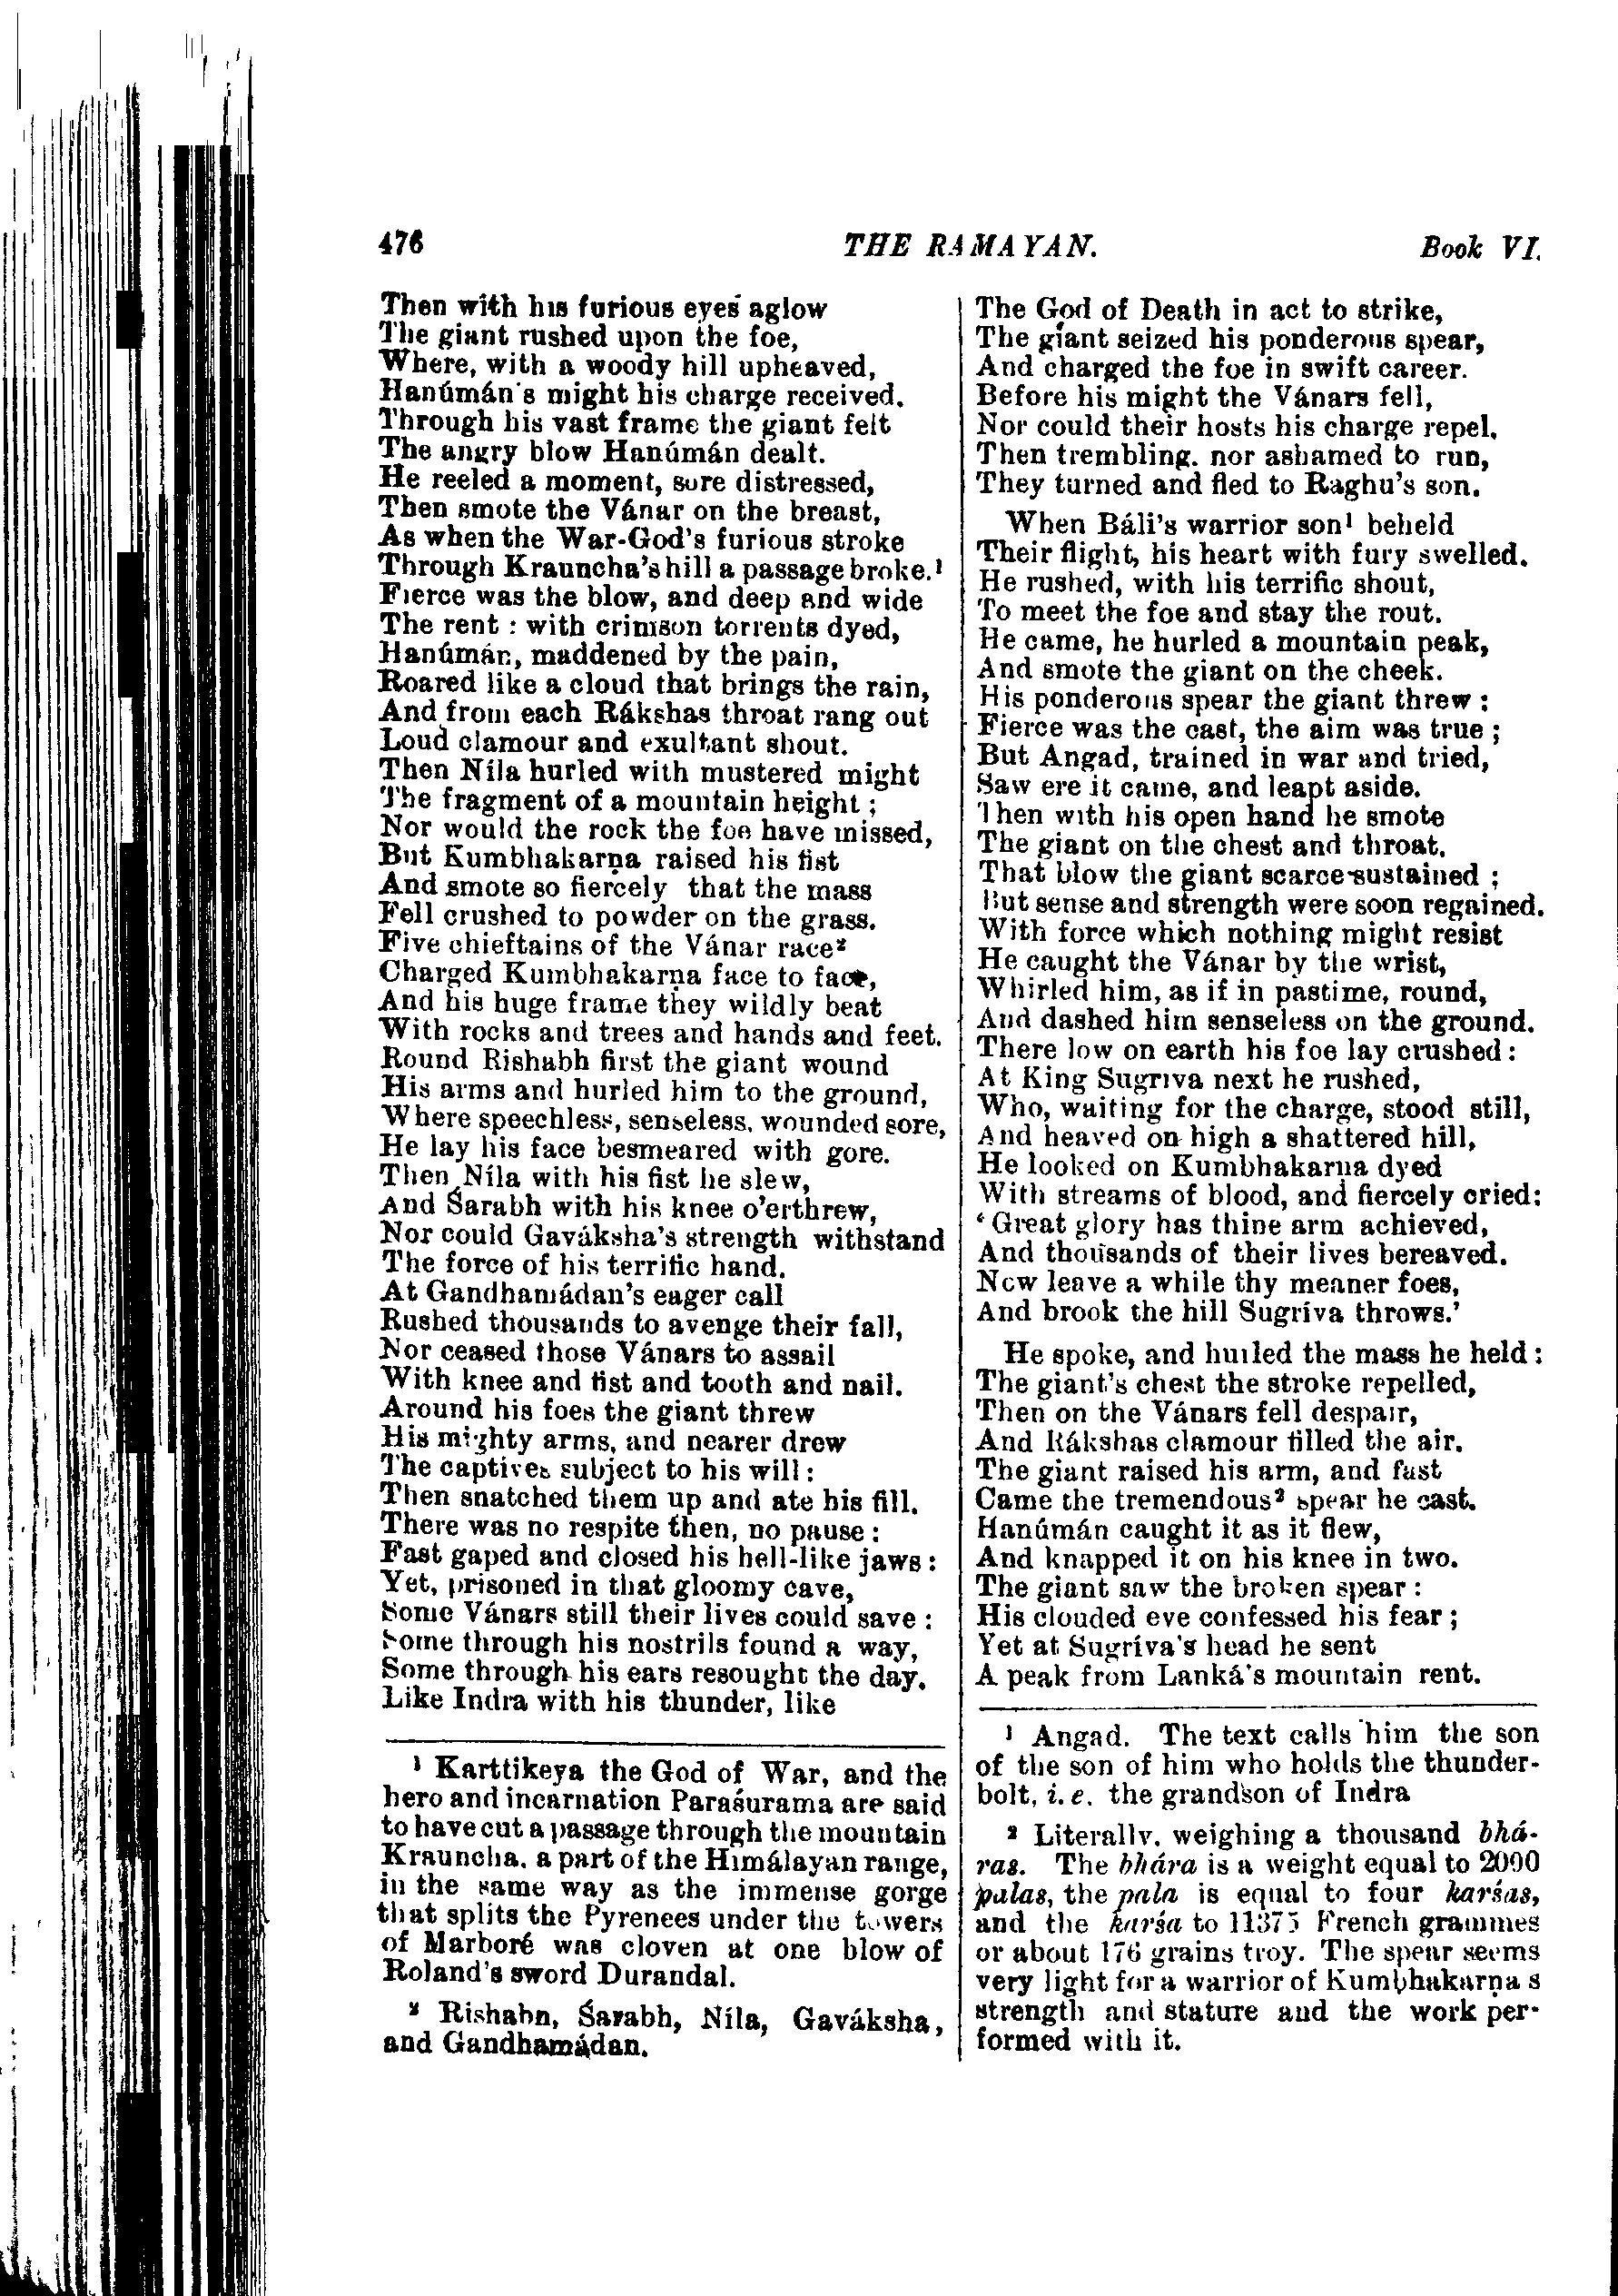 476
THE RAMAYAN.
Book VI.
Then with his furious eyes aglow
The giant rushed upon the foe,
Where, with a woody hill upheaved,
Hanúmán's might his charge received.
Through his vast frame the giant felt
The angry blow Hanúmán dealt.
He reeled a moment, sore distressed,
Then smote the Vánar on the breast,
As when the War-God's furious stroke
Through Krauncha's hill a passage broke.¹
Fierce was the blow, and deep and wide
The rent : with crimson torrents dyed,
Hanúmán, maddened by the pain,
Roared like a cloud that brings the rain,
And from each Rákshas throat rang out
Loud clamour and exultant shout.
Then Níla hurled with mustered might
The fragment of a mountain height ;
Nor would the rock the foe have missed,
But Kumbhakarṇa raised his fist
And smote so fiercely that the mass
Fell crushed to powder on the grass.
Five chieftains of the Vánar race²
Charged Kumbhakarṇa face to face,
And his huge frame they wildly beat
With rocks and trees and hands and feet.
Round Rishabh first the giant wound
His arms and hurled him to the ground,
Where speechless, senseless, wounded sore,
He lay his face besmeared with gore.
Then Níla with his fist he slew,
And Śarabh with his knee o'erthrew,
Nor could Gaváksha's strength withstand
The force of his terrific hand.
At Gandhamádan's eager call
Rushed thousands to avenge their fall,
Nor ceased those Vánars to assail
With knee and fist and tooth and nail.
Around his foes the giant threw
His mighty arms, and nearer drew
The captives subject to his will :
Then snatched them up and ate his fill.
There was no respite then, no pause :
Fast gaped and closed his hell-like jaws :
Yet, prisoned in that gloomy cave,
Some Vánars still their lives could save :
Some through his nostrils found a way,
Some through his ears resought the day.
Like Indra with his thunder, like
¹ Karttikeya the God of War, and the
hero and incarnation Paraśurama are said
to have cut a passage through the mountain
Krauncha, a part of the Himálayan range,
in the same way as the immense gorge
that splits the Pyrenees under the towers
of Marboré was cloven at one blow of
Roland's sword Durandal.
² Rishabh, Śarabh, Níla, Gaváksha,
and Gandhamádan.
The God of Death in act to strike,
The giant seized his ponderous spear,
And charged the foe in swift career.
Before his might the Vánars fell,
Nor could their hosts his charge repel.
Then trembling. nor ashamed to run,
They turned and fled to Raghu's son.
When Báli's warrior son¹ beheld
Their flight, his heart with fury swelled.
He rushed, with his terrific shout,
To meet the foe and stay the rout.
He came, he hurled a mountain peak,
And smote the giant on the cheek.
His ponderous spear the giant threw :
Fierce was the cast, the aim was true ;
But Angad, trained in war and tried,
Saw ere it came, and leapt aside.
Then with his open hand he smote
The giant on the chest and throat.
That blow the giant scarce sustained ;
But sense and strength were soon regained.
With force which nothing might resist
He caught the Vánar by the wrist,
Whirled him, as if in pastime, round,
And dashed him senseless on the ground.
There low on earth his foe lay crushed :
At King Sugríva next he rushed,
Who, waiting for the charge, stood still,
And heaved on high a shattered hill,
He looked on Kumbhakarna dyed
With streams of blood, and fiercely cried:
‘Great glory has thine arm achieved,
And thousands of their lives bereaved.
Now leave a while thy meaner foes,
And brook the hill Sugríva throws.’
He spoke, and hurled the mass he held :
The giant's chest the stroke repelled,
Then on the Vánars fell despair,
And Rákshas clamour filled the air.
The giant raised his arm, and fast
Came the tremendous² spear he cast.
Hanúmán caught it as it flew,
And knapped it on his knee in two.
The giant saw the broken spear :
His clouded eye confessed his fear ;
Yet at Sugríva's head he sent
A peak from Lanká's mountain rent.
¹ Angad. The text calls him the son
of the son of him who holds the thunder-
bolt, i. e. the grandson of Indra
² Literally, weighing a thousand bhá-
ras. The bhára is a weight equal to 2000
palas, the pala is equal to four karśas,
and the karśa to 11375 French grammes
or about 176 grains troy. The spear seems
very light for a warrior of Kumbhakarṇa s
strength and stature and the work per-
formed with it.